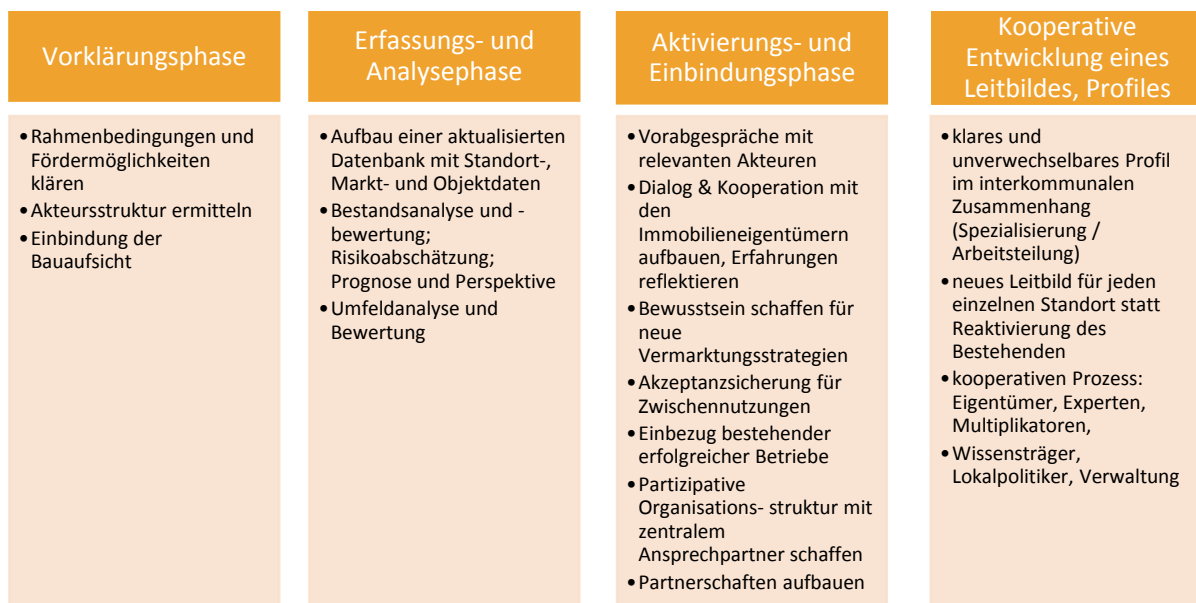 Vorklärungsphase
• Rahmenbedingungen und
Fördermöglichkeiten
klären
• Akteursstruktur ermitteln
• Einbindung der
Bauaufsicht
Erfassungs- und
Analysephase
• Aufbau einer aktualisierten
Datenbank mit Standort-,
Markt- und Objektdaten
• Bestandsanalyse und -
bewertung;
Risikoabschätzung;
Prognose und Perspektive
• Umfeldanalyse und
Bewertung
Aktivierungs- und
Einbindungsphase
• Vorabgespräche mit
relevanten Akteuren
• Dialog & Kooperation mit
den
Immobilieneigentümern
aufbauen, Erfahrungen
reflektieren
• Bewusstsein schaffen für
neue
Vermarktungsstrategien
• Akzeptanzsicherung für
Zwischennutzungen
• Einbezug bestehender
erfolgreicher Betriebe
• Partizipative
Organisations- struktur mit
zentralem
Ansprechpartner schaffen
• Partnerschaften aufbauen
Kooperative
Entwicklung eines
Leitbildes, Profiles
• klares und
unverwechselbares Profil
im interkommunalen
Zusammenhang
(Spezialisierung /
Arbeitsteilung)
• neues Leitbild für jeden
einzelnen Standort statt
Reaktivierung des
Bestehenden
• kooperativen Prozess:
Eigentümer, Experten,
Multiplikatoren,
• Wissensträger,
Lokalpolitiker, Verwaltung